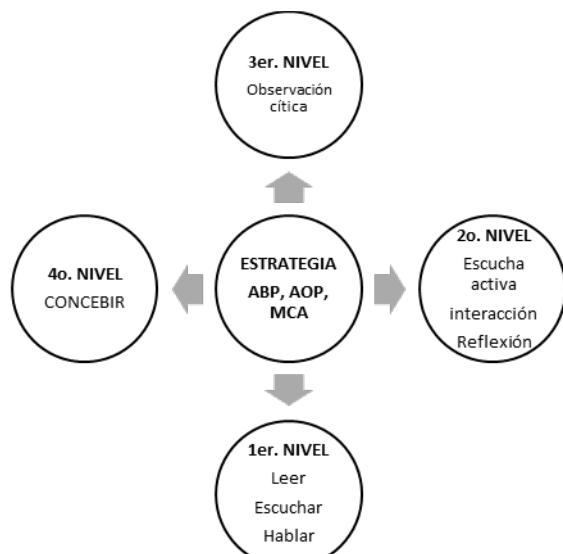 3er. NIVEL
Observación
cítica
4o. NIVEL
CONCEBIR
ESTRATEGIA
ABP, AOP,
MCA
2o. NIVEL
Escucha
activa
interacción
Reflexión
1er. NIVEL
Leer
Escuchar
Hablar